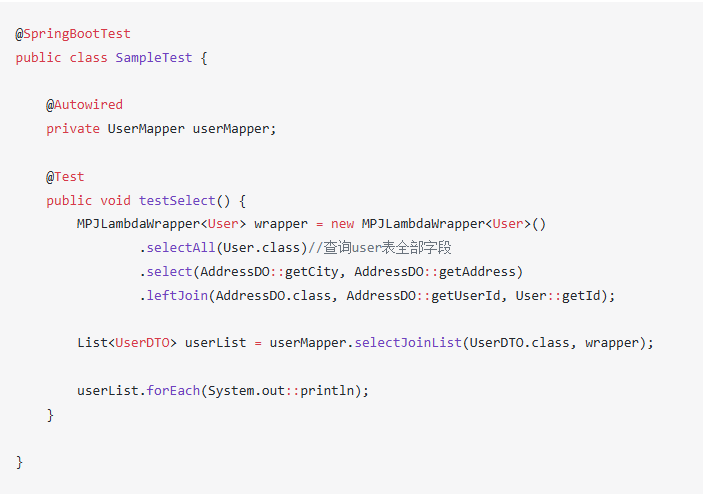 @SpringBootTest
public class SampleTest {
@Autowired
private UserMapper userMapper;
@Test
public void testSelect() {
MPJLambdaWrapper<User> wrapper = new MPJLambdaWrapper<User>()
.selectAll(User.class)//查询user表全部字段
.select(AddressDO::getCity, AddressDO::getAddress)
.leftJoin(AddressDO.class, AddressDO::getUserId, User::getId);
List<UserDTO> userList = userMapper.selectJoinList(UserDTO.class, wrapper);
userList.forEach(System.out::println);
}
}